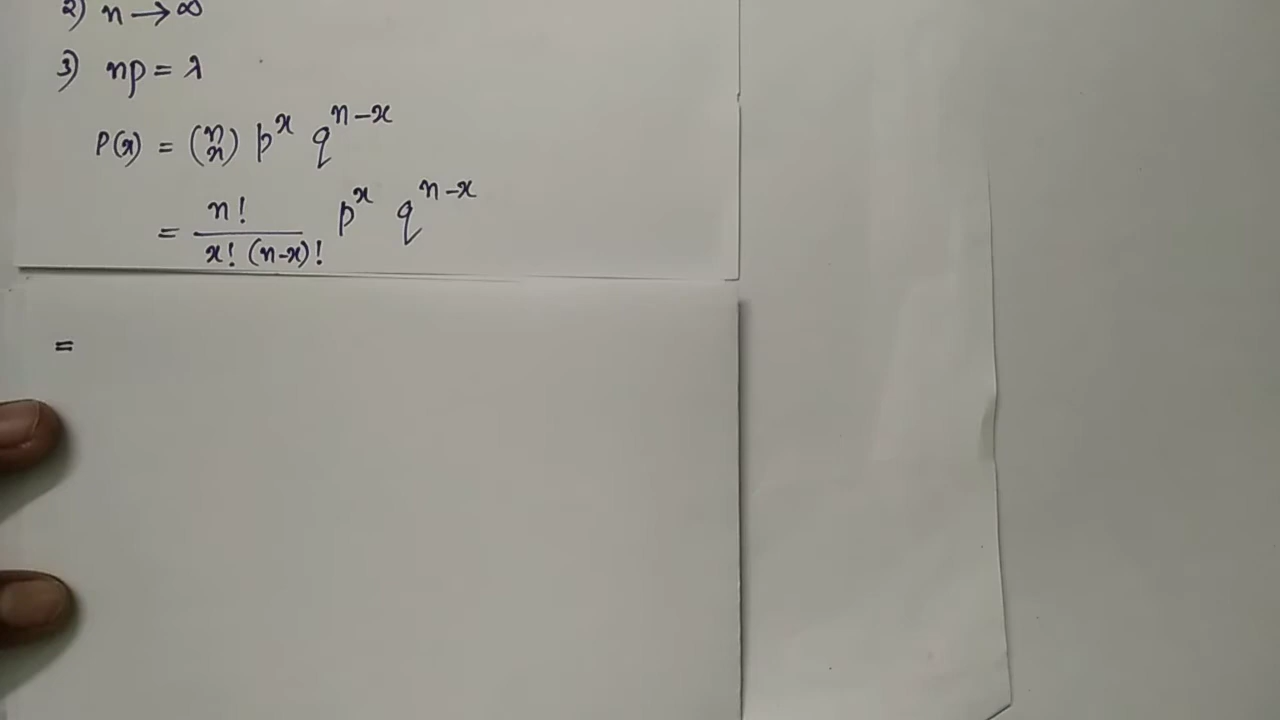 2) n → ∞
3) np = λ
P(x) = (n x) p^x q^{n-x}
= n! / x! (n-x)! p^x q^{n-x}
=